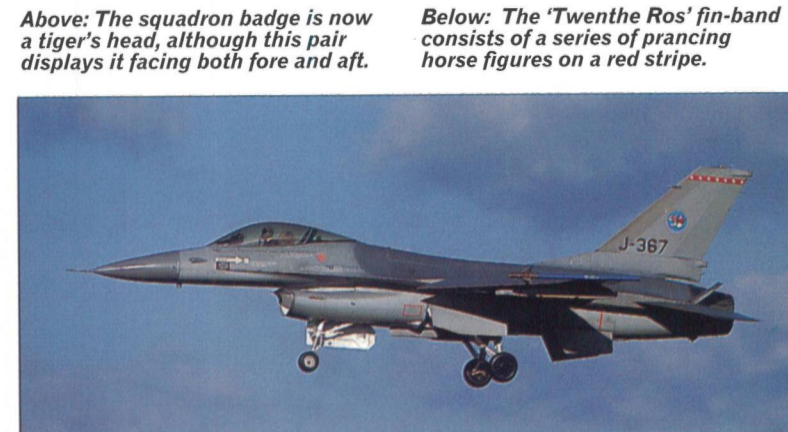 Above: The squadron badge is now
a tiger's head, although this pair
displays it facing both fore and aft.
Below: The ‘Twenthe Ros’ fin-band
consists of a series of prancing
horse figures on a red stripe.
J-367